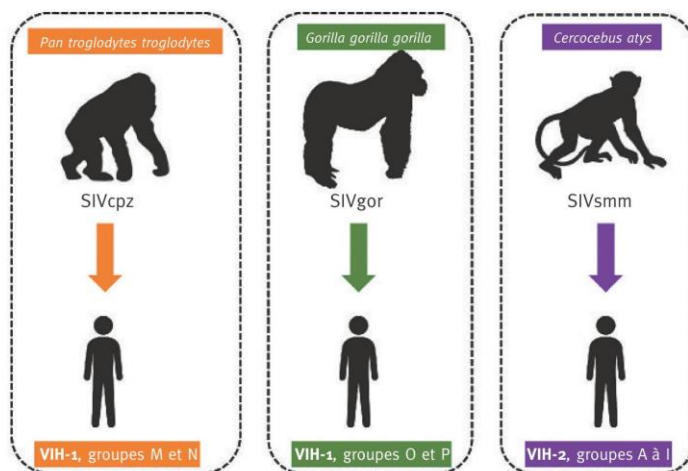 Pan troglodytes troglodytes
SIVcpz
VIH-1, groupes M et N
Gorilla gorilla gorilla
SIVgor
VIH-1, groupes O et P
Cercocebus atys
SIVsmm
VIH-2, groupes A à I